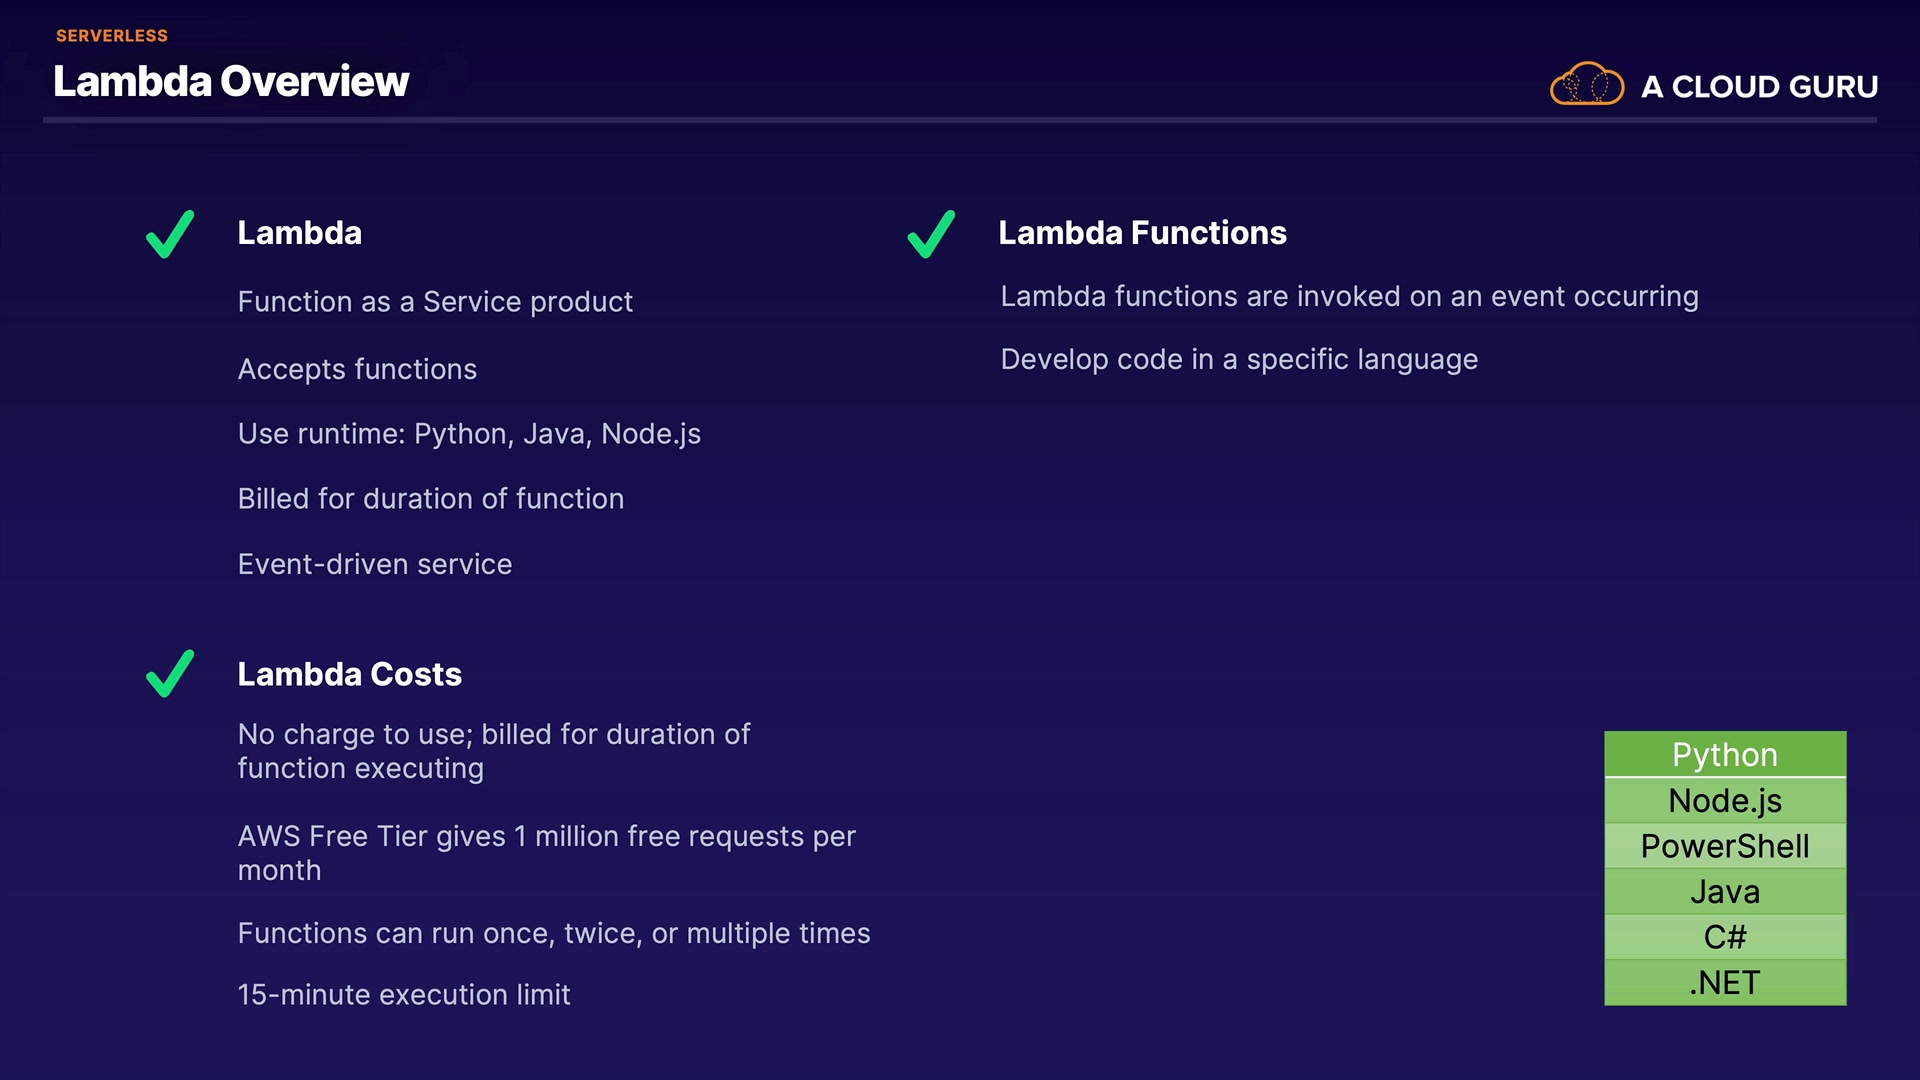 SERVERLESS
Lambda Overview
A CLOUD GURU
Lambda
Function as a Service product
Accepts functions
Use runtime: Python, Java, Node.js
Billed for duration of function
Event-driven service
Lambda Costs
No charge to use; billed for duration of
function executing
AWS Free Tier gives 1 million free requests per
month
Functions can run once, twice, or multiple times
15-minute execution limit
Lambda Functions
Lambda functions are invoked on an event occurring
Develop code in a specific language
Python
Node.js
PowerShell
Java
C#
.NET